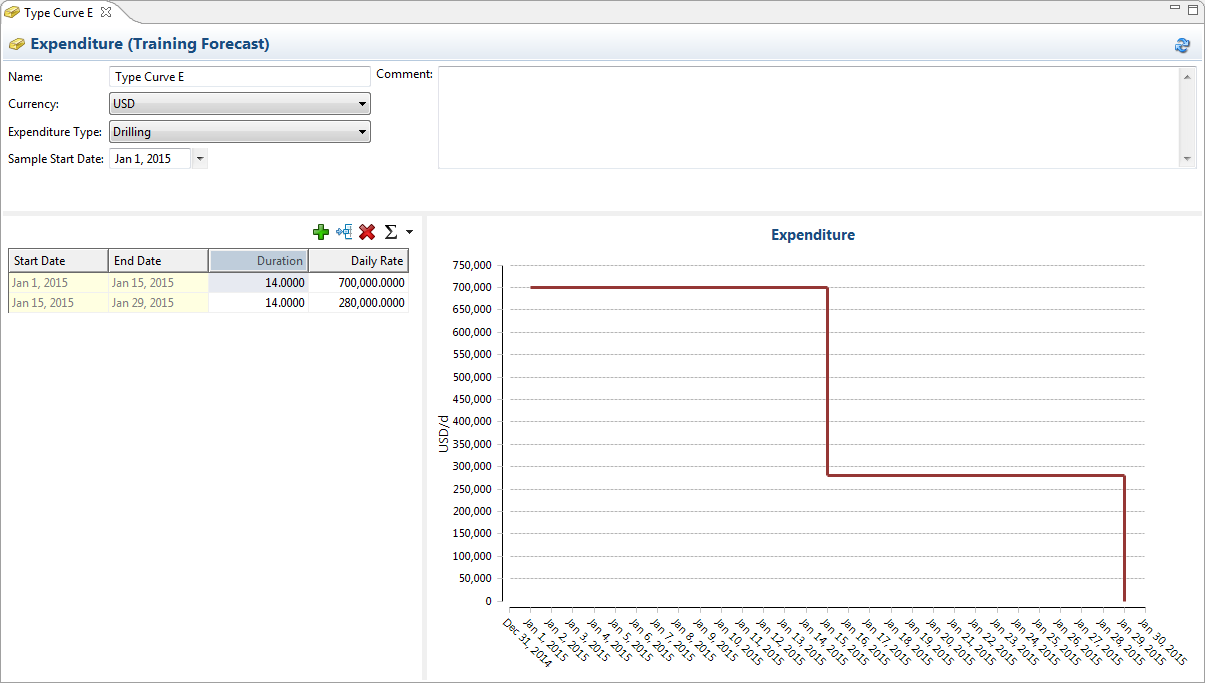 Type Curve E
Expenditure (Training Forecast)
Name: Type Curve E Comment:
Currency: USD
Expenditure Type: Drilling
Sample Start Date: Jan 1, 2015
Σ
Start Date End Date Duration Daily Rate
Jan 1, 2015 Jan 15, 2015 14.0000 700,000.0000
Jan 15, 2015 Jan 29, 2015 14.0000 280,000.0000
Expenditure
750,000
700,000
650,000
600,000
550,000
500,000
450,000
400,000
350,000
300,000
250,000
200,000
150,000
100,000
50,000
0
USD/d
Dec 31, 2014
Jan 1, 2015
Jan 2, 2015
Jan 3, 2015
Jan 4, 2015
Jan 5, 2015
Jan 6, 2015
Jan 7, 2015
Jan 8, 2015
Jan 9, 2015
Jan 10, 2015
Jan 11, 2015
Jan 12, 2015
Jan 13, 2015
Jan 14, 2015
Jan 15, 2015
Jan 16, 2015
Jan 17, 2015
Jan 18, 2015
Jan 19, 2015
Jan 20, 2015
Jan 21, 2015
Jan 22, 2015
Jan 23, 2015
Jan 24, 2015
Jan 25, 2015
Jan 26, 2015
Jan 27, 2015
Jan 28, 2015
Jan 29, 2015
Jan 30, 2015